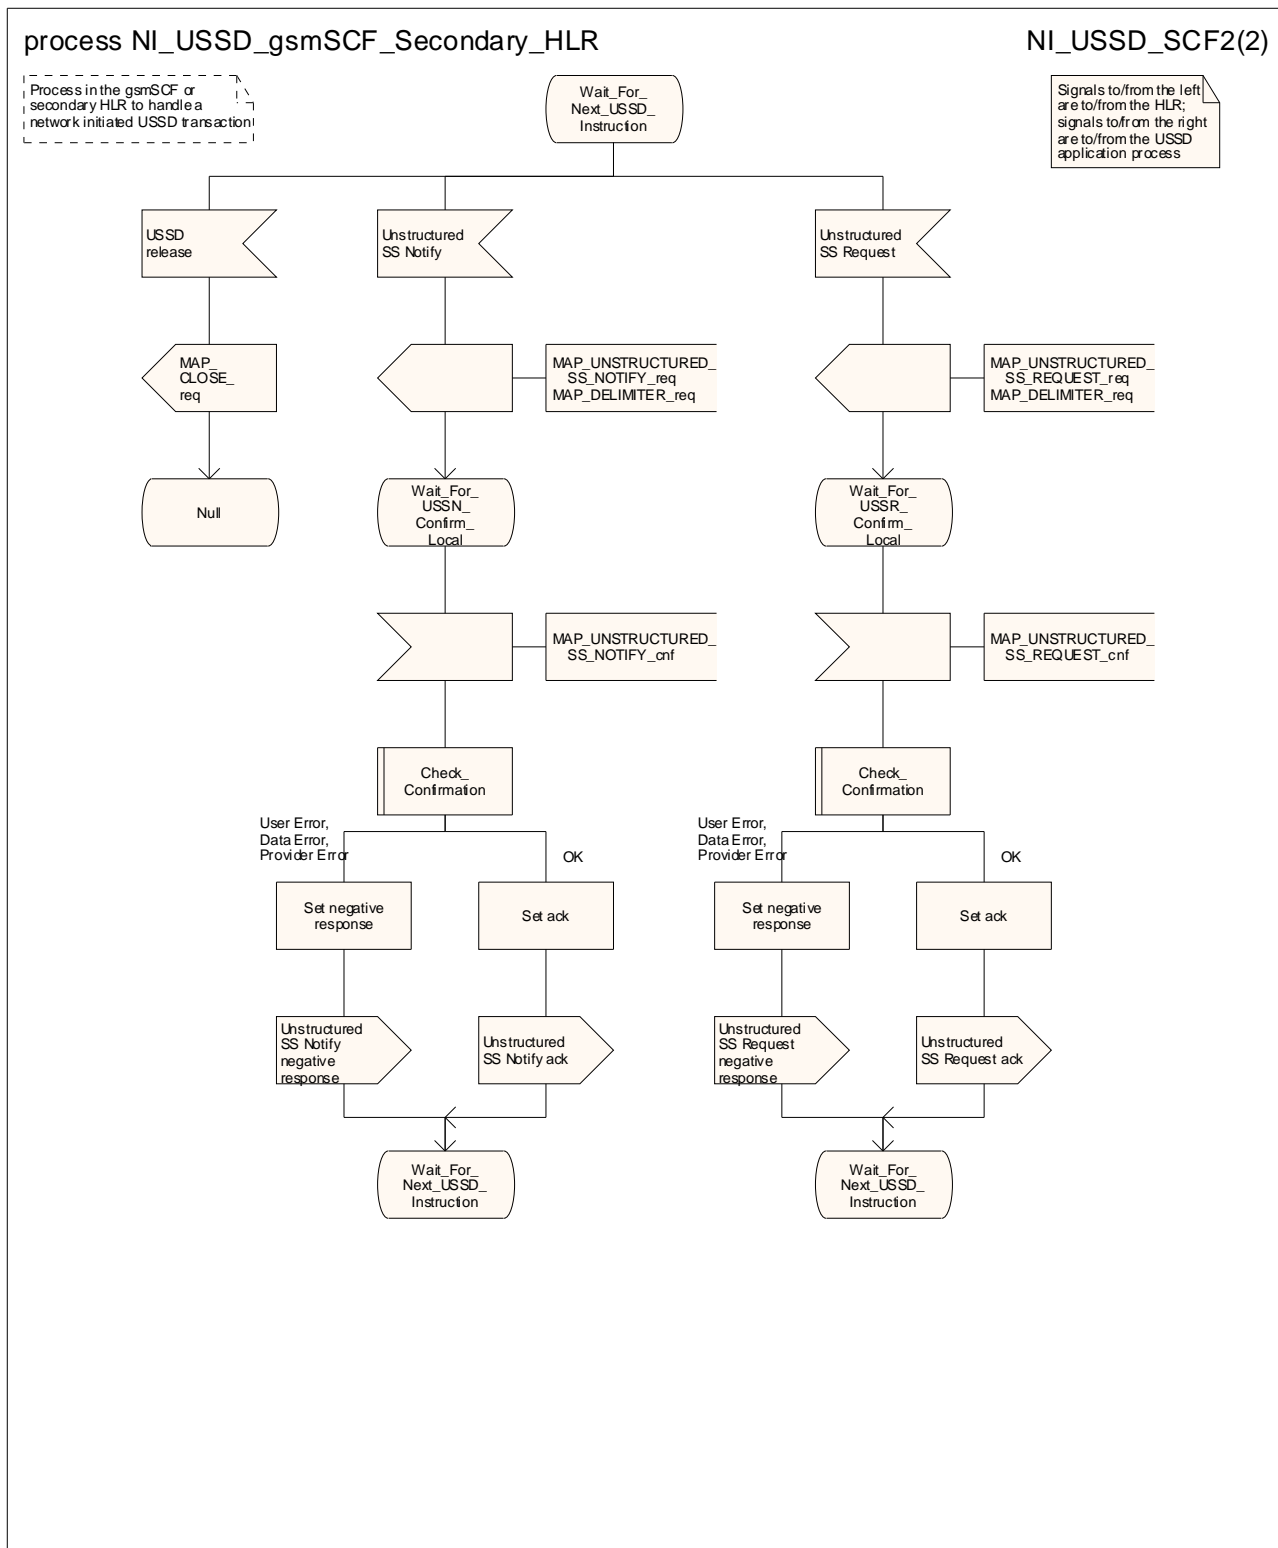 process NI_USSD_gsmSCF_Secondary_HLR
NI_USSD_SCF2(2)
Process in the gsmSCF or
secondary HLR to handle a
network initiated USSD transaction
Wait_For_
Next_USSD_
Instruction
Signals to/from the left
are to/from the HLR;
signals to/from the right
are to/from the USSD
application process
USSD
release
Unstructured
SS Notify
Unstructured
SS Request
MAP_
CLOSE_
req
MAP_UNSTRUCTURED_
SS_NOTIFY_req
MAP_DELIMITER_req
MAP_UNSTRUCTURED_
SS_REQUEST_req
MAP_DELIMITER_req
Null
Wait_For_
USSN_
Confirm_
Local
Wait_For_
USSR_
Confirm_
Local
MAP_UNSTRUCTURED_
SS_NOTIFY_cnf
MAP_UNSTRUCTURED_
SS_REQUEST_cnf
Check_
Confirmation
Check_
Confirmation
User Error,
Data Error,
Provider Error
OK
User Error,
Data Error,
Provider Error
OK
Set negative
response
Set ack
Set negative
response
Set ack
Unstructured
SS Notify
negative
response
Unstructured
SS Notify ack
Unstructured
SS Request
negative
response
Unstructured
SS Request ack
Wait_For_
Next_USSD_
Instruction
Wait_For_
Next_USSD_
Instruction